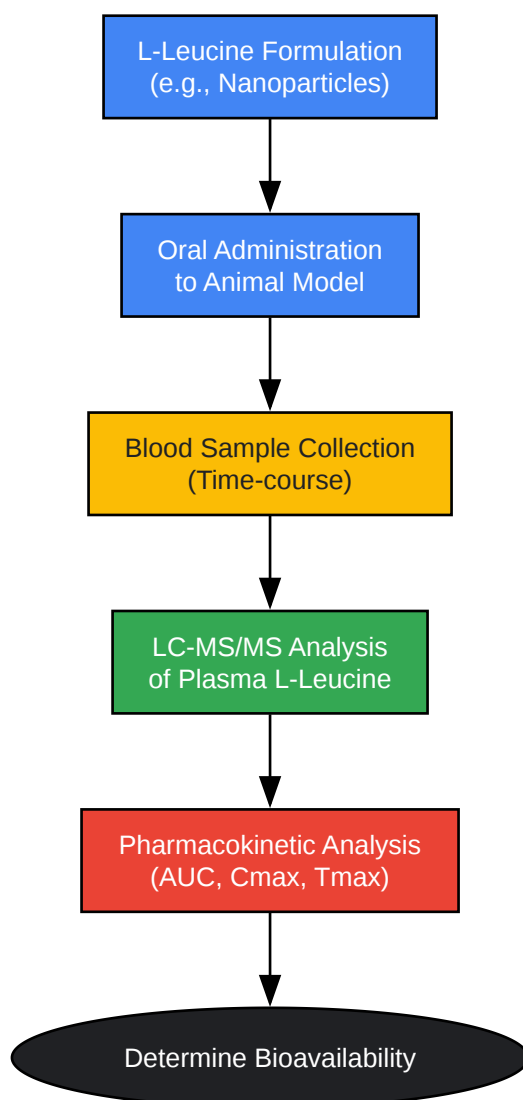 L-Leucine Formulation
(e.g., Nanoparticles)
Oral Administration
to Animal Model
Blood Sample Collection
(Time-course)
LC-MS/MS Analysis
of Plasma L-Leucine
Pharmacokinetic Analysis
(AUC, Cmax, Tmax)
Determine Bioavailability